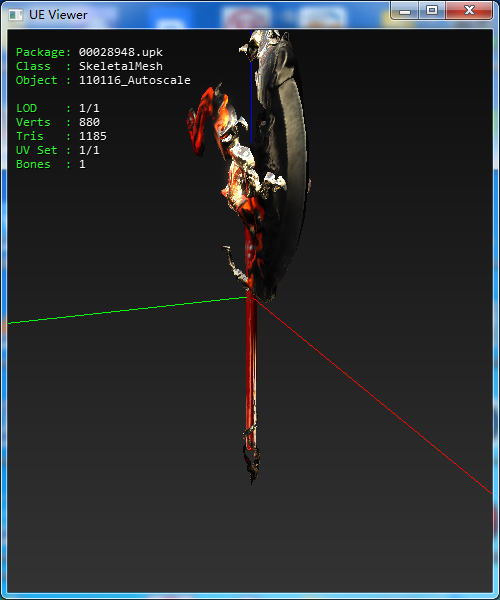 UE Viewer
Package: 00028948.upk
Class  : SkeletalMesh
Object : 110116_Autoscale
LOD    : 1/1
Verts  : 880
Tris   : 1185
UV Set : 1/1
Bones  : 1